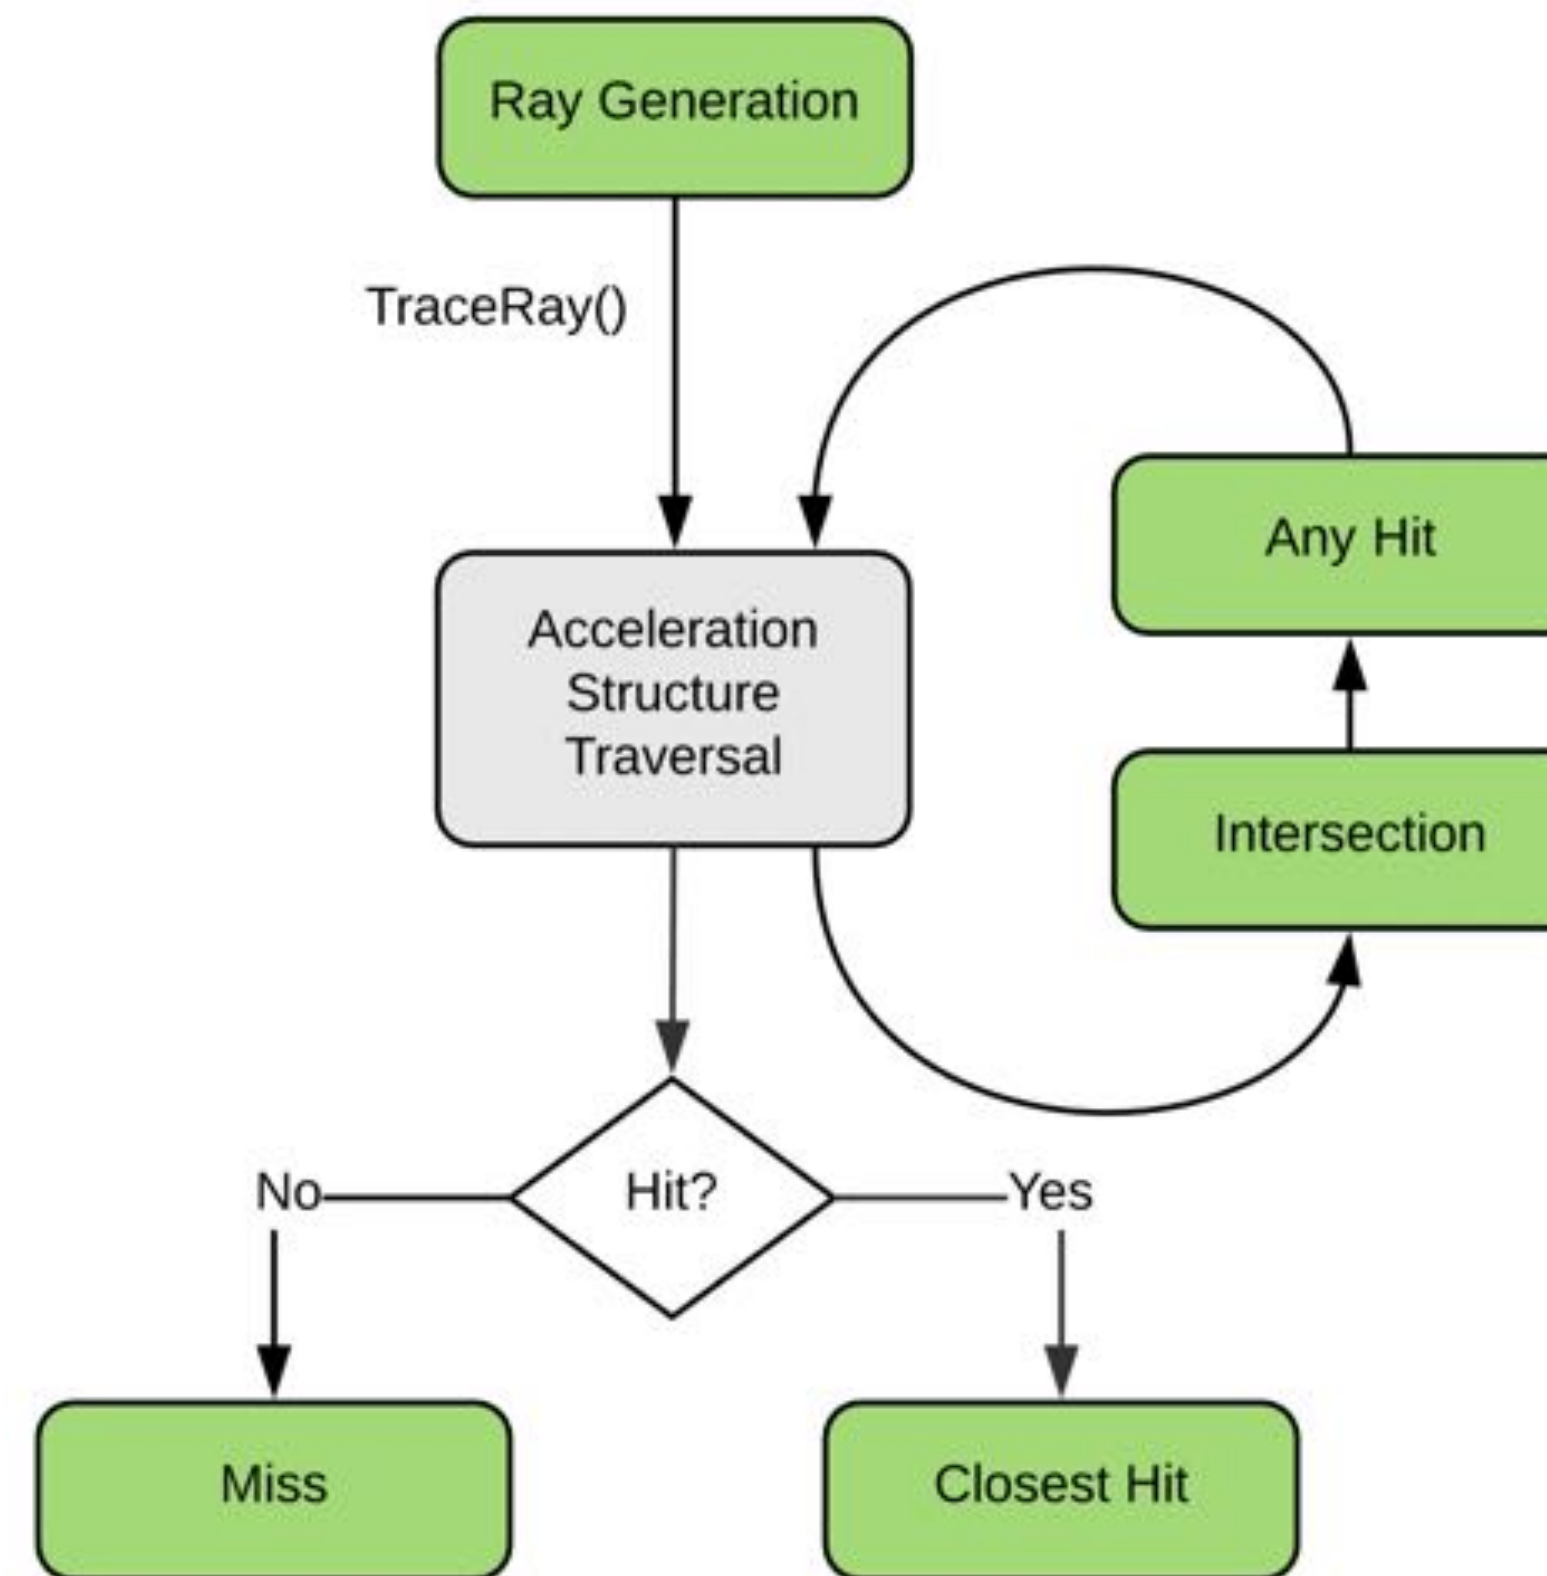 Ray Generation
TraceRay()
Any Hit
Acceleration
Structure
Traversal
Intersection
No
Hit?
Yes
Miss
Closest Hit